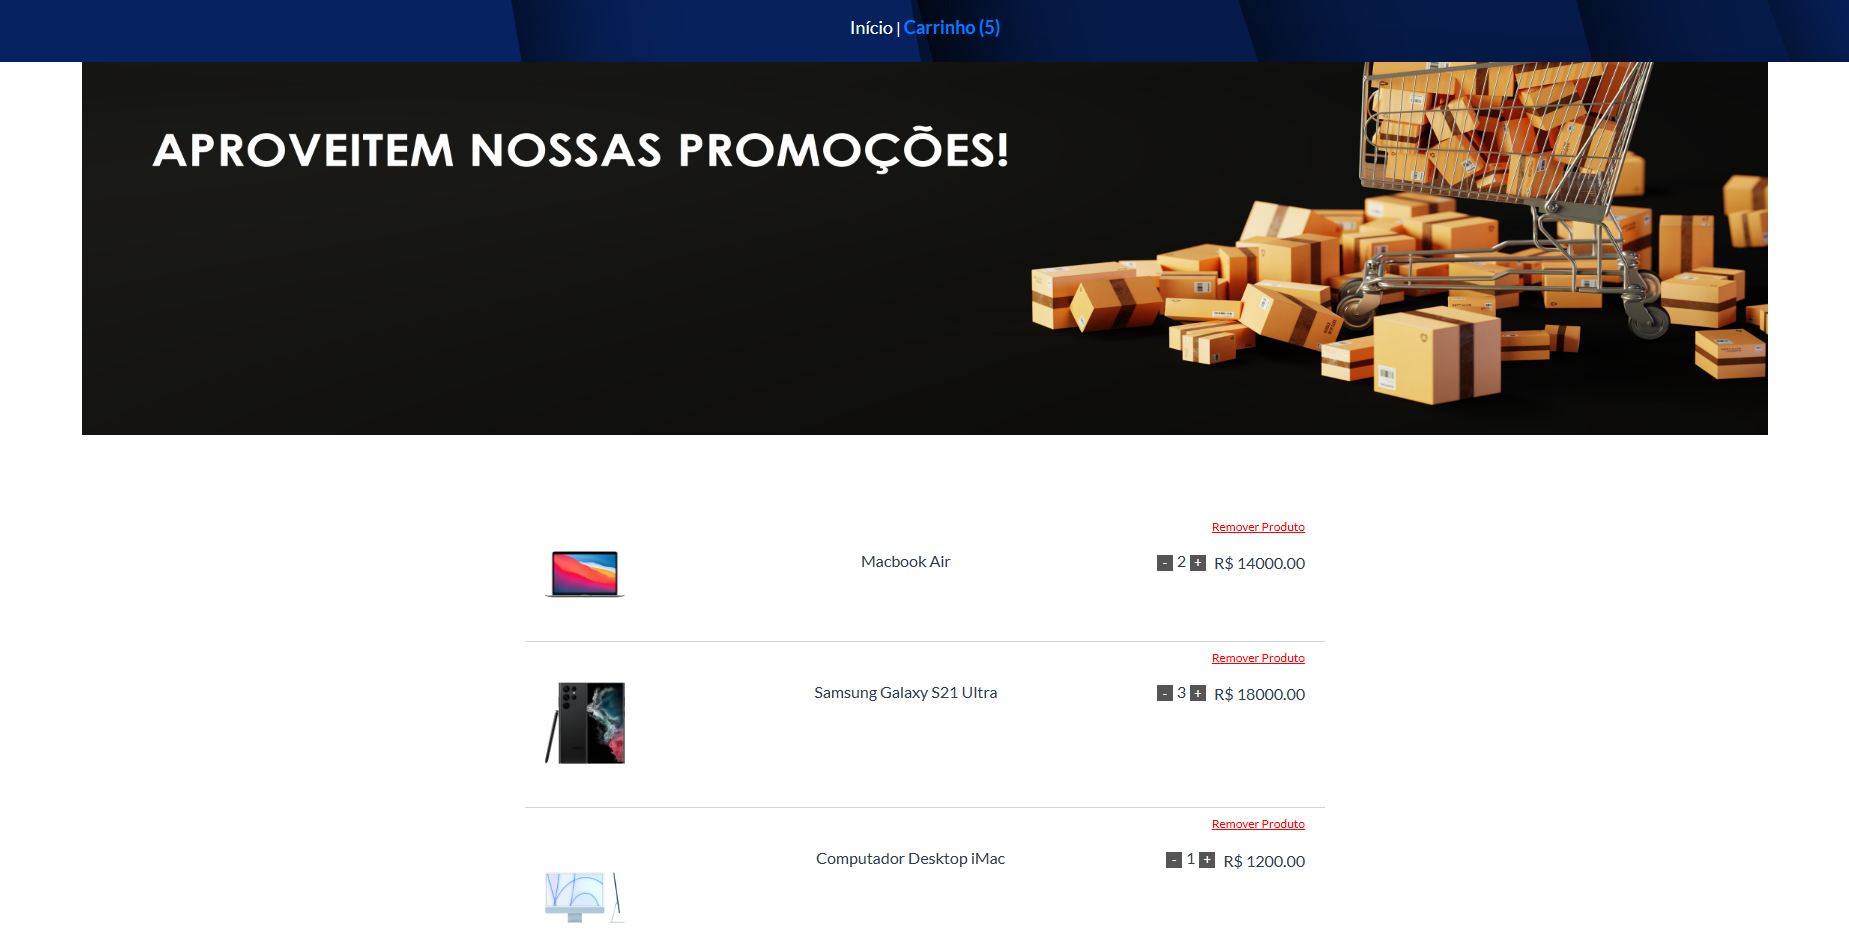 Início | Carrinho (5)
APROVEITEM NOSSAS PROMOÇÕES!
Remover Produto
Macbook Air
- 2 + R$ 14000.00
Remover Produto
Samsung Galaxy S21 Ultra
- 3 + R$ 18000.00
Remover Produto
Computador Desktop iMac
- 1 + R$ 1200.00